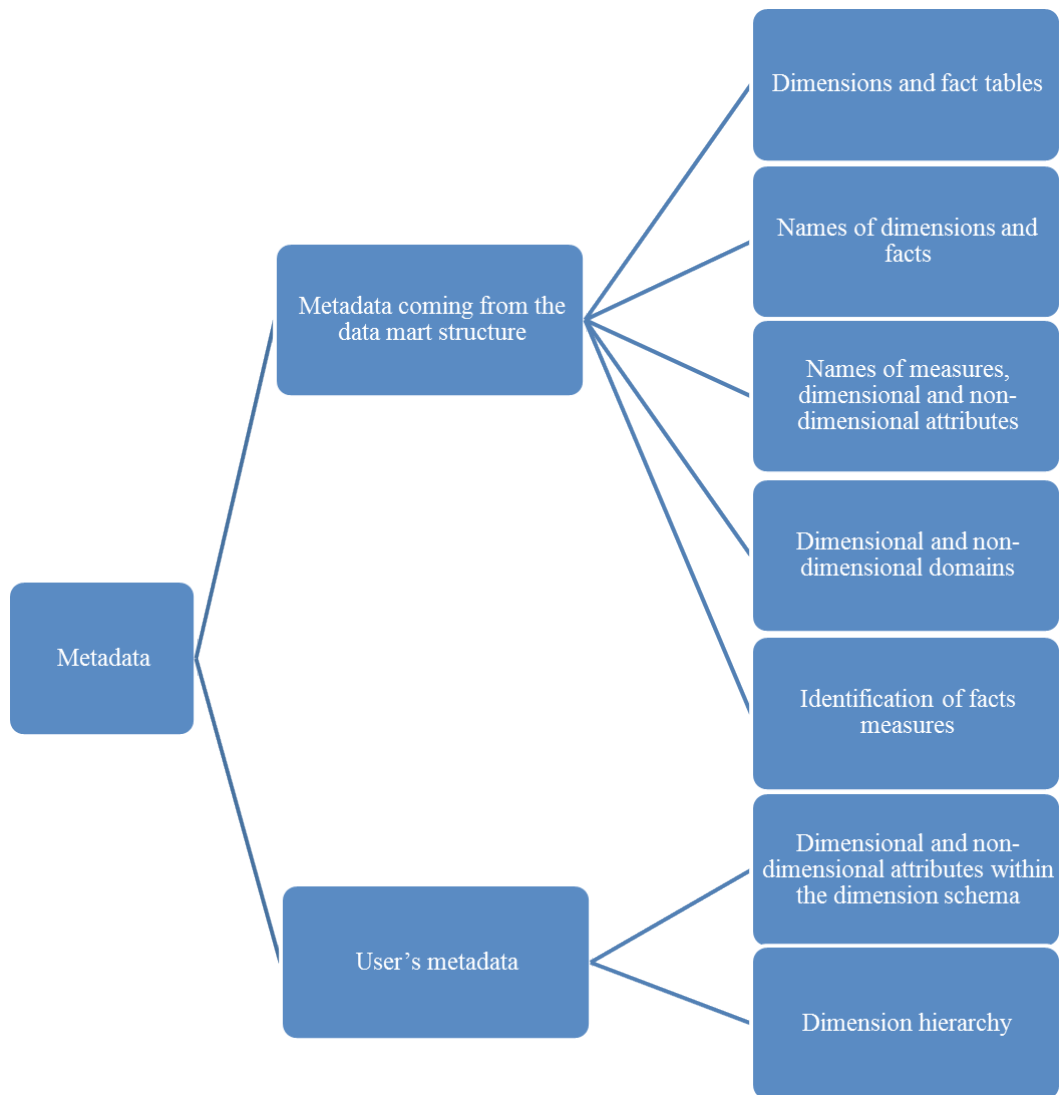 Dimensions and fact tables
Names of dimensions and
facts
Metadata coming from the
data mart structure
Names of measures,
dimensional and non-
dimensional attributes
Dimensional and non-
dimensional domains
Metadata
Identification of facts
measures
Dimensional and non-
dimensional attributes within
the dimension schema
User’s metadata
Dimension hierarchy